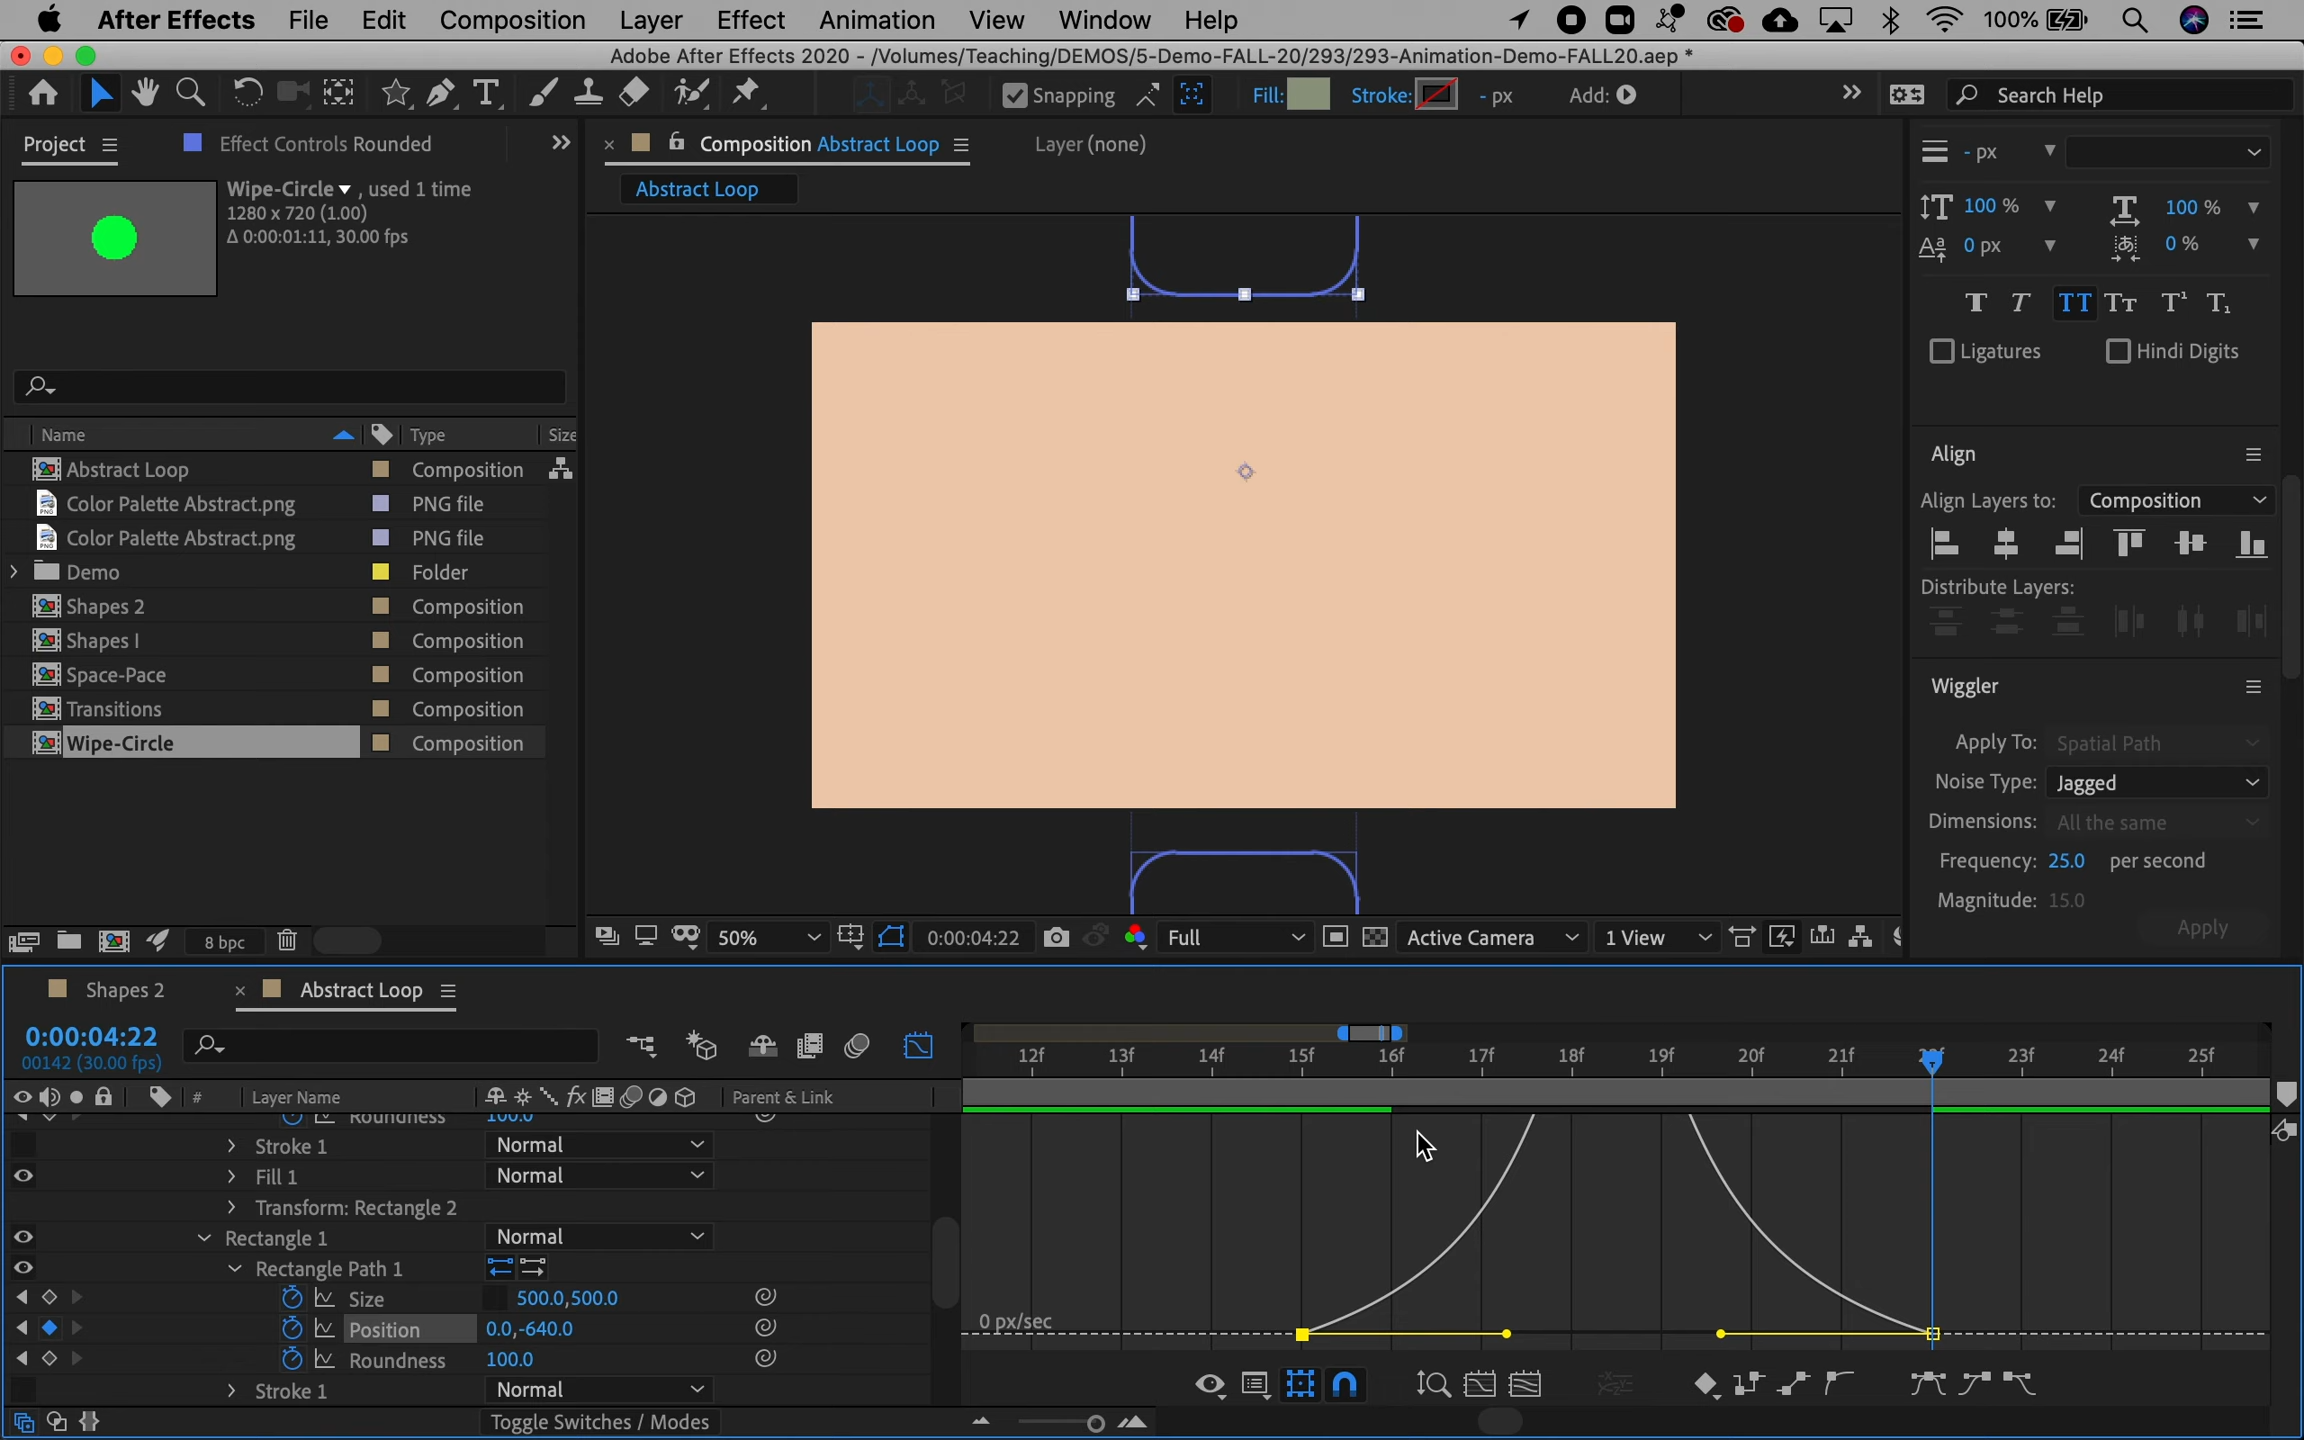 After Effects File Edit Composition Layer Effect Animation View Window Help 100%
Adobe After Effects 2020 - /Volumes/Teaching/DEMOS/5-Demo-FALL-20/293/293-Animation-Demo-FALL20.aep *
Snapping Fill: Stroke: - px Add: Search Help
Project Effect Controls Rounded
Wipe-Circle , used 1 time
1280 x 720 (1.00)
Δ 0:00:01:11, 30.00 fps
Name Type Size
Abstract Loop Composition
Color Palette Abstract.png PNG file
Color Palette Abstract.png PNG file
Demo Folder
Shapes 2 Composition
Shapes I Composition
Space-Pace Composition
Transitions Composition
Wipe-Circle Composition
8 bpc
Composition Abstract Loop Layer (none)
Abstract Loop
50% 0:00:04:22 Full Active Camera 1 View
- px
100 % 100 %
0 px 0 %
T T TT Tт T¹ T₁
Ligatures Hindi Digits
Align
Align Layers to: Composition
Distribute Layers:
Wiggler
Apply To: Spatial Path
Noise Type: Jagged
Dimensions: All the same
Frequency: 25.0 per second
Magnitude: 15.0
Apply
Shapes 2 Abstract Loop
0:00:04:22
00142 (30.00 fps)
12f 13f 14f 15f 16f 17f 18f 19f 20f 21f 22f 23f 24f 25f
# Layer Name fx Parent & Link
Roundness 100.0
Stroke 1 Normal
Fill 1 Normal
Transform: Rectangle 2
Rectangle 1 Normal
Rectangle Path 1
Size 500.0,500.0
Position 0.0,-640.0
Roundness 100.0
Stroke 1 Normal
0 px/sec
Toggle Switches / Modes